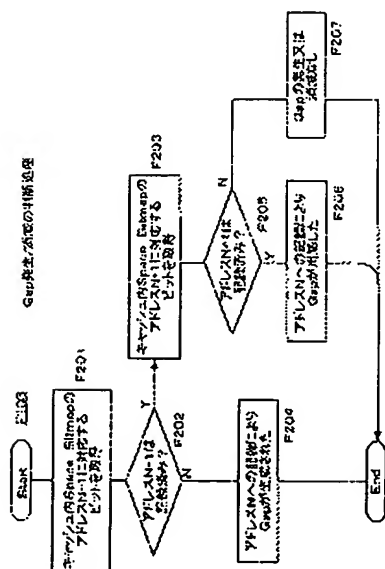 Gap発生/消滅の判断処理
Start
F201
キャッシュ内Space Bitmapの
アドレスN-1に対応する
ビットを取得
アドレスN-1は
記録済み?
F202
Y
N
キャッシュ内Space Bitmapの
アドレスN+1に対応する
ビットを取得
F203
アドレスNへの記録により
Gapが生成された
F204
アドレスN+1は
記録済み?
F205
Y
N
アドレスNへの記録により
Gapが消滅した
F206
Gapの発生又は
消滅なし
F207
End